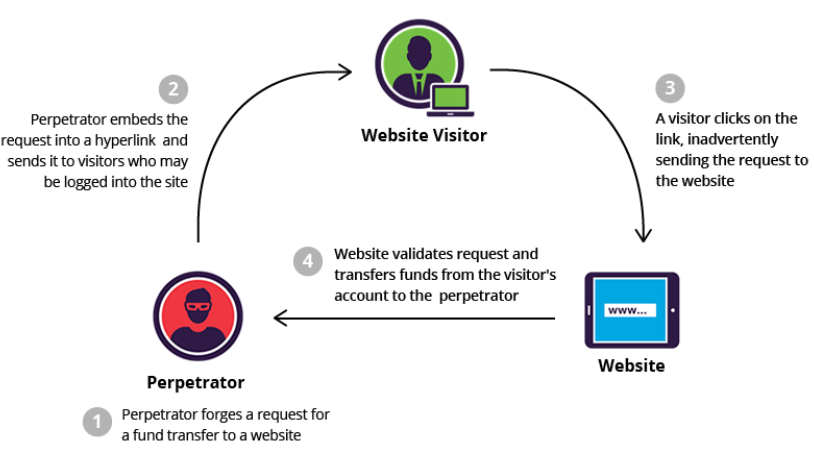 2
Perpetrator embeds the
request into a hyperlink and
sends it to visitors who may
be logged into the site
Website Visitor
3
A visitor clicks on the
link, inadvertently
sending the request to
the website
4
Website validates request and
transfers funds from the visitor's
account to the perpetrator
www...
Website
Perpetrator
1
Perpetrator forges a request for
a fund transfer to a website